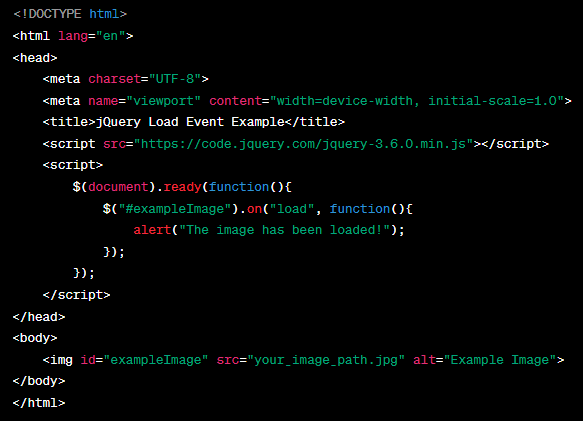 <!DOCTYPE html>
<html lang="en">
<head>
    <meta charset="UTF-8">
    <meta name="viewport" content="width=device-width, initial-scale=1.0">
    <title>jQuery Load Event Example</title>
    <script src="https://code.jquery.com/jquery-3.6.0.min.js"></script>
    <script>
        $(document).ready(function(){
            $("#exampleImage").on("load", function(){
                alert("The image has been loaded!");
            });
        });
    </script>
</head>
<body>
    <img id="exampleImage" src="your_image_path.jpg" alt="Example Image">
</body>
</html>